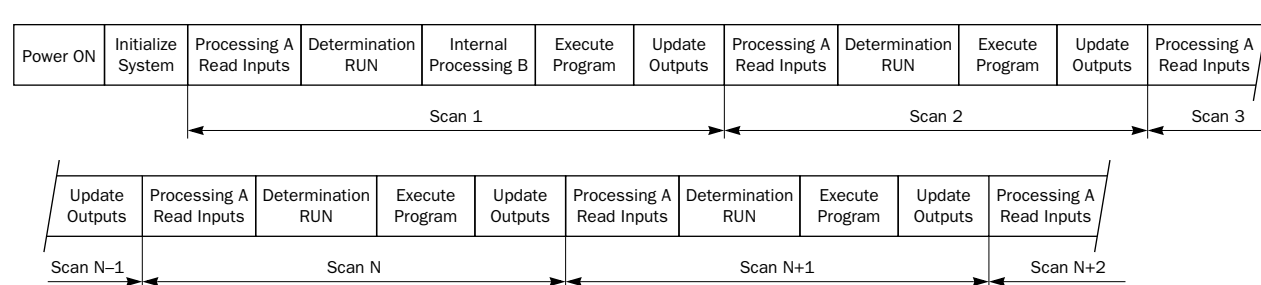 Power ON
Initialize
System
Processing A
Read Inputs
Determination
RUN
Internal
Processing B
Execute
Program
Update
Outputs
Processing A
Read Inputs
Determination
RUN
Execute
Program
Update
Outputs
Processing A
Read Inputs
Scan 1
Scan 2
Scan 3
Update
Outputs
Processing A
Read Inputs
Determination
RUN
Execute
Program
Update
Outputs
Processing A
Read Inputs
Determination
RUN
Execute
Program
Update
Outputs
Processing A
Read Inputs
Scan N–1
Scan N
Scan N+1
Scan N+2